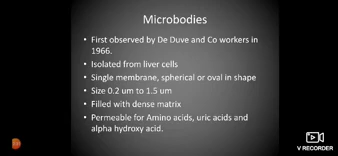 Microbodies
• First observed by De Duve and Co workers in
1966.
• Isolated from liver cells
• Single membrane, spherical or oval in shape
• Size 0.2 um to 1.5 um
• Filled with dense matrix
• Permeable for Amino acids, uric acids and
alpha hydroxy acid.
V RECORDER